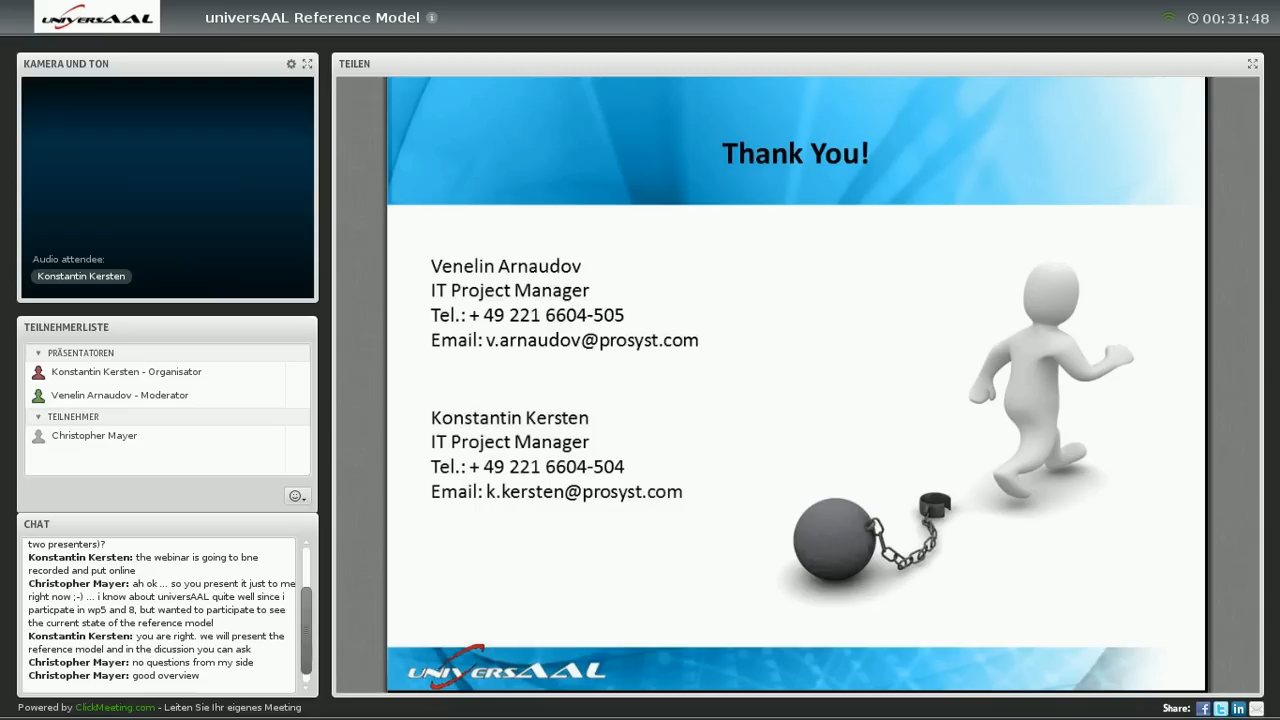 universAAL
universAAL Reference Model
00:31:48
KAMERA UND TON
Audio attendee:
Konstantin Kersten
TEILNEHMERLISTE
PRÄSENTATOREN
Konstantin Kersten - Organisator
Venelin Arnaudov - Moderator
TEILNEHMER
Christopher Mayer
CHAT
two presenters)?
Konstantin Kersten: the webinar is going to bne
recorded and put online
Christopher Mayer: ah ok ... so you present it just to me
right now ;-) ... i know about universAAL quite well since i
particpate in wp5 and 8, but wanted to participate to see
the current state of the reference model
Konstantin Kersten: you are right. we will present the
reference model and in the dicussion you can ask
Christopher Mayer: no questions from my side
Christopher Mayer: good overview
TEILEN
Thank You!
Venelin Arnaudov
IT Project Manager
Tel.: + 49 221 6604-505
Email: v.arnaudov@prosyst.com
Konstantin Kersten
IT Project Manager
Tel.: + 49 221 6604-504
Email: k.kersten@prosyst.com
universAAL
Powered by ClickMeeting.com - Leiten Sie Ihr eigenes Meeting
Share: